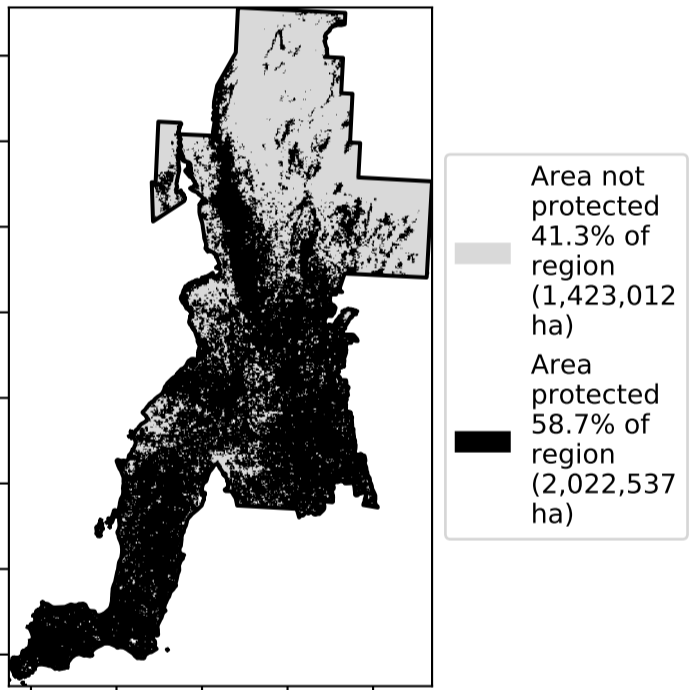 Area not
protected
41.3% of
region
(1,423,012
ha)
Area
protected
58.7% of
region
(2,022,537
ha)